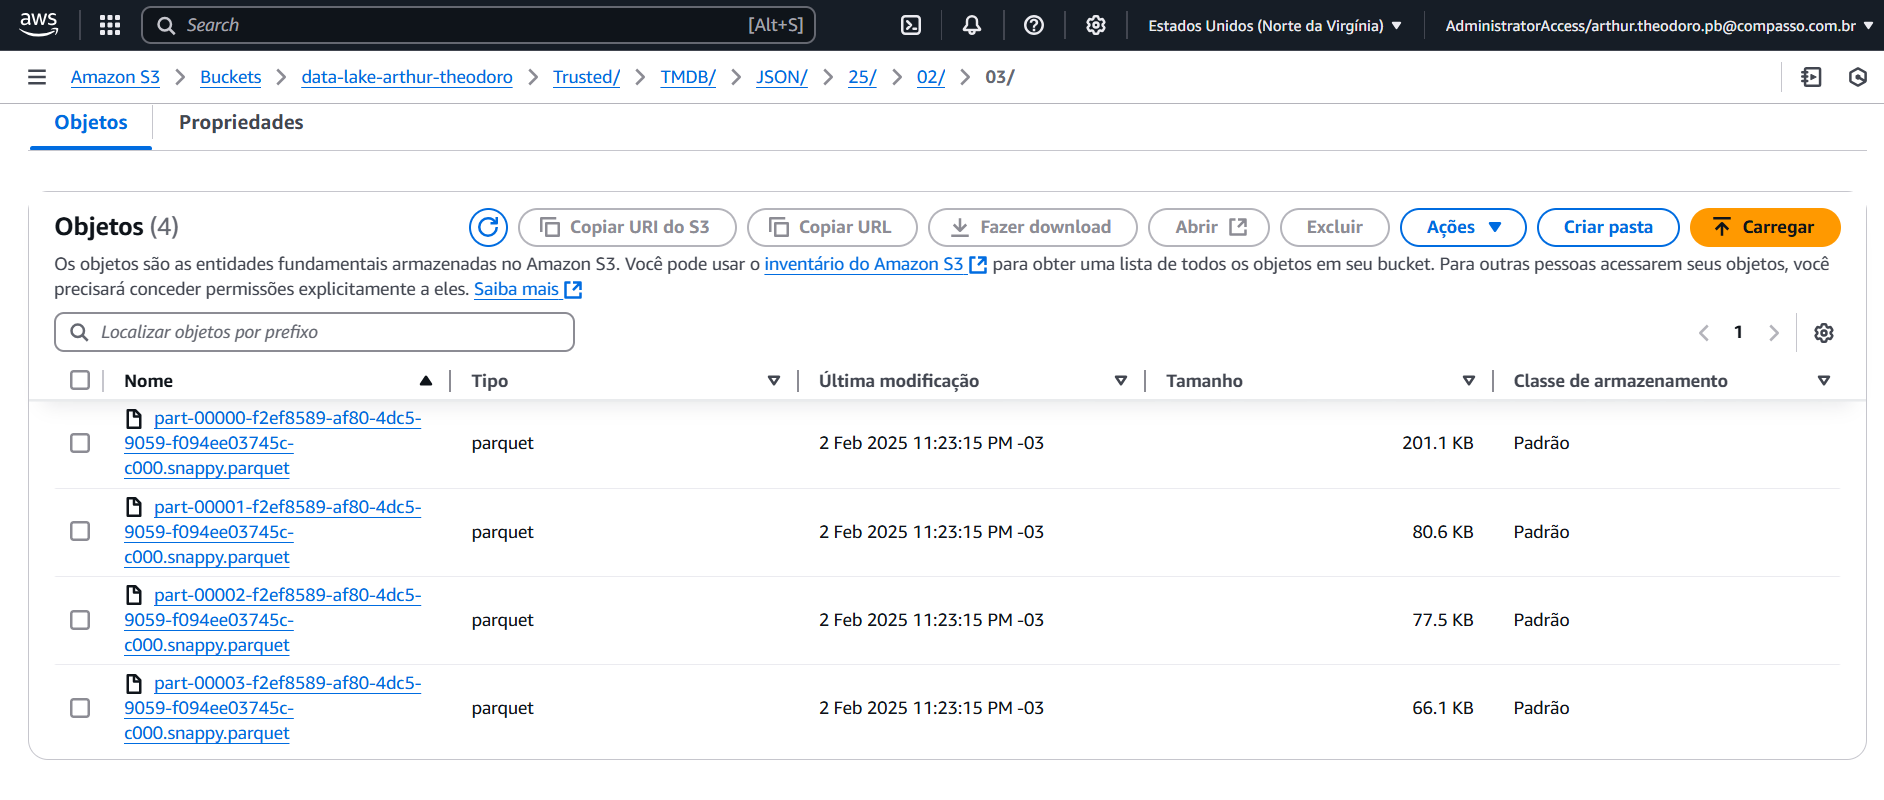 aws
Search
[Alt+S]
Estados Unidos (Norte da Virgínia)
AdministratorAccess/arthur.theodoro.pb@compasso.com.br
Amazon S3
Buckets
data-lake-arthur-theodoro
Trusted/
TMDB/
JSON/
25/
02/
03/
Objetos
Propriedades
Objetos (4)
Copiar URI do S3
Copiar URL
Fazer download
Abrir
Excluir
Ações
Criar pasta
Carregar
Os objetos são as entidades fundamentais armazenadas no Amazon S3. Você pode usar o inventário do Amazon S3 para obter uma lista de todos os objetos em seu bucket. Para outras pessoas acessarem seus objetos, você
precisará conceder permissões explicitamente a eles. Saiba mais
Localizar objetos por prefixo
1
Nome
Tipo
Última modificação
Tamanho
Classe de armazenamento
part-00000-f2ef8589-af80-4dc5-
9059-f094ee03745c-
c000.snappy.parquet
parquet
2 Feb 2025 11:23:15 PM -03
201.1 KB
Padrão
part-00001-f2ef8589-af80-4dc5-
9059-f094ee03745c-
c000.snappy.parquet
parquet
2 Feb 2025 11:23:15 PM -03
80.6 KB
Padrão
part-00002-f2ef8589-af80-4dc5-
9059-f094ee03745c-
c000.snappy.parquet
parquet
2 Feb 2025 11:23:15 PM -03
77.5 KB
Padrão
part-00003-f2ef8589-af80-4dc5-
9059-f094ee03745c-
c000.snappy.parquet
parquet
2 Feb 2025 11:23:15 PM -03
66.1 KB
Padrão